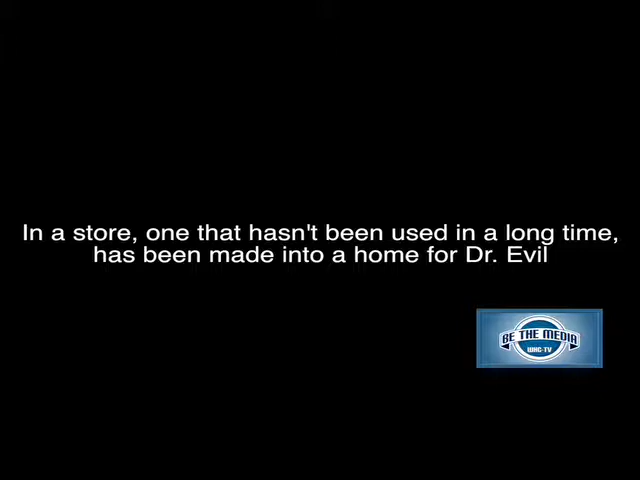 In a store, one that hasn't been used in a long time,
has been made into a home for Dr. Evil
BE THE MEDIA
WHC-TV